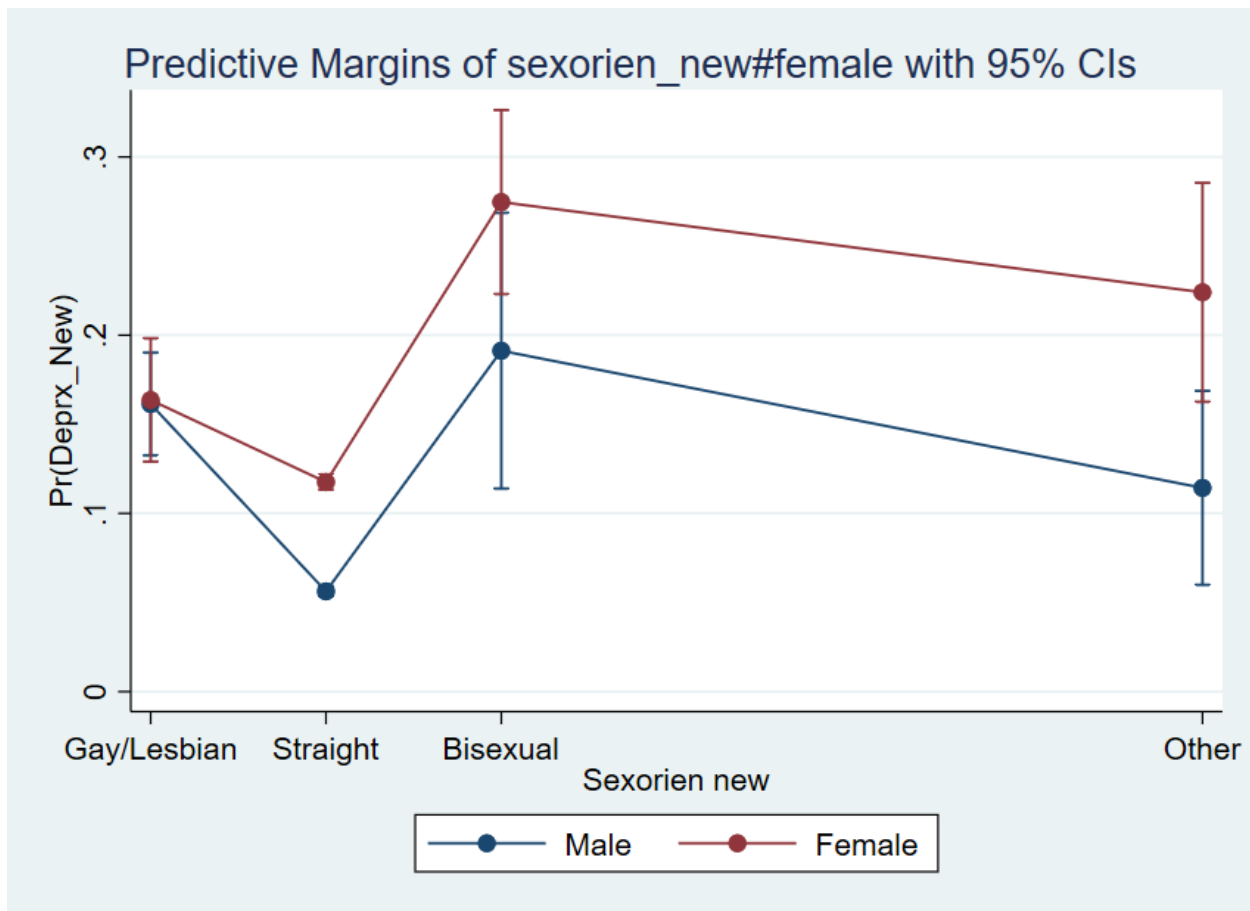 Predictive Margins of sexorien_new#female with 95% CIs
Pr(Deprx_New)
.3
.2
.1
0
Gay/Lesbian Straight Bisexual Other
Sexorien new
Male Female